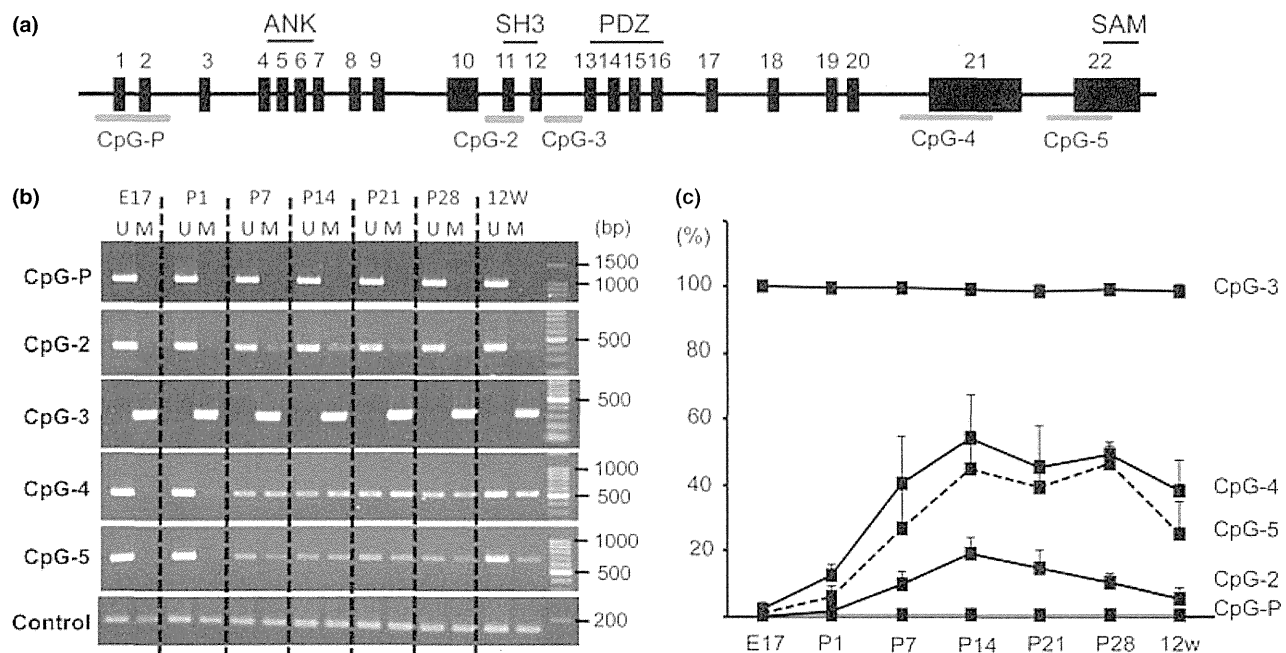 (a)
ANK SH3 PDZ SAM
1 2 3 4 5 6 7 8 9 10 11 12 13 14 15 16 17 18 19 20 21 22
CpG-P CpG-2 CpG-3 CpG-4 CpG-5
(b)
E17 P1 P7 P14 P21 P28 12W
U M U M U M U M U M U M U M (bp)
CpG-P
1500
1000
CpG-2
500
CpG-3
500
CpG-4
1000
500
CpG-5
1000
500
Control
200
(c)
(%)
100
80
60
40
20
CpG-3
CpG-4
CpG-5
CpG-2
CpG-P
E17 P1 P7 P14 P21 P28 12w